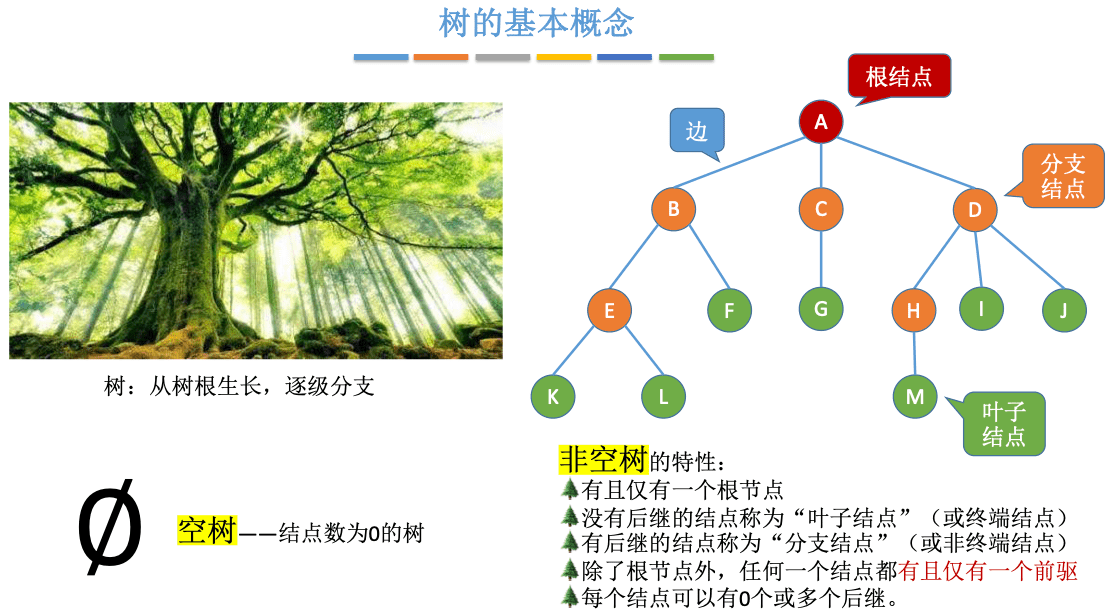 树的基本概念
根结点
A
边
分支
结点
B
C
D
E
F
G
H
I
J
K
L
M
叶子
结点
树：从树根生长，逐级分支
Ø
空树——结点数为0的树
非空树的特性：
有且仅有一个根节点
没有后继的结点称为“叶子结点”（或终端结点）
有后继的结点称为“分支结点”（或非终端结点）
除了根节点外，任何一个结点都有且仅有一个前驱
每个结点可以有0个或多个后继。